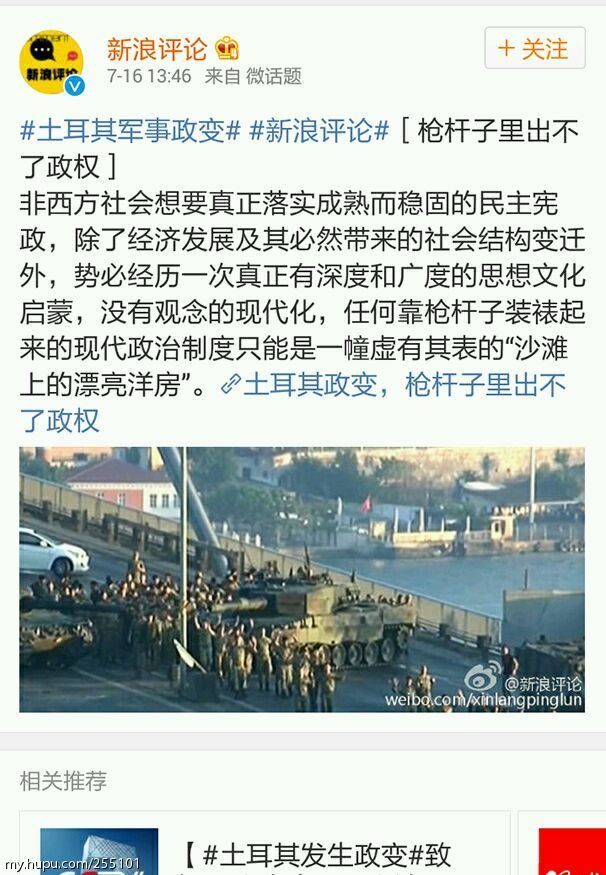 新浪评论
+ 关注
7-16 13:46 来自 微话题
#土耳其军事政变# #新浪评论# [ 枪杆子里出不
了政权 ]
非西方社会想要真正落实成熟而稳固的民主宪
政，除了经济发展及其必然带来的社会结构变迁
外，势必经历一次真正有深度和广度的思想文化
启蒙，没有观念的现代化，任何靠枪杆子装裱起
来的现代政治制度只能是一幢虚有其表的“沙滩
上的漂亮洋房”。土耳其政变，枪杆子里出不
了政权
@新浪评论
weibo.com/xinlangpinglun
相关推荐
【 #土耳其发生政变#致
my.hupu.com/255101